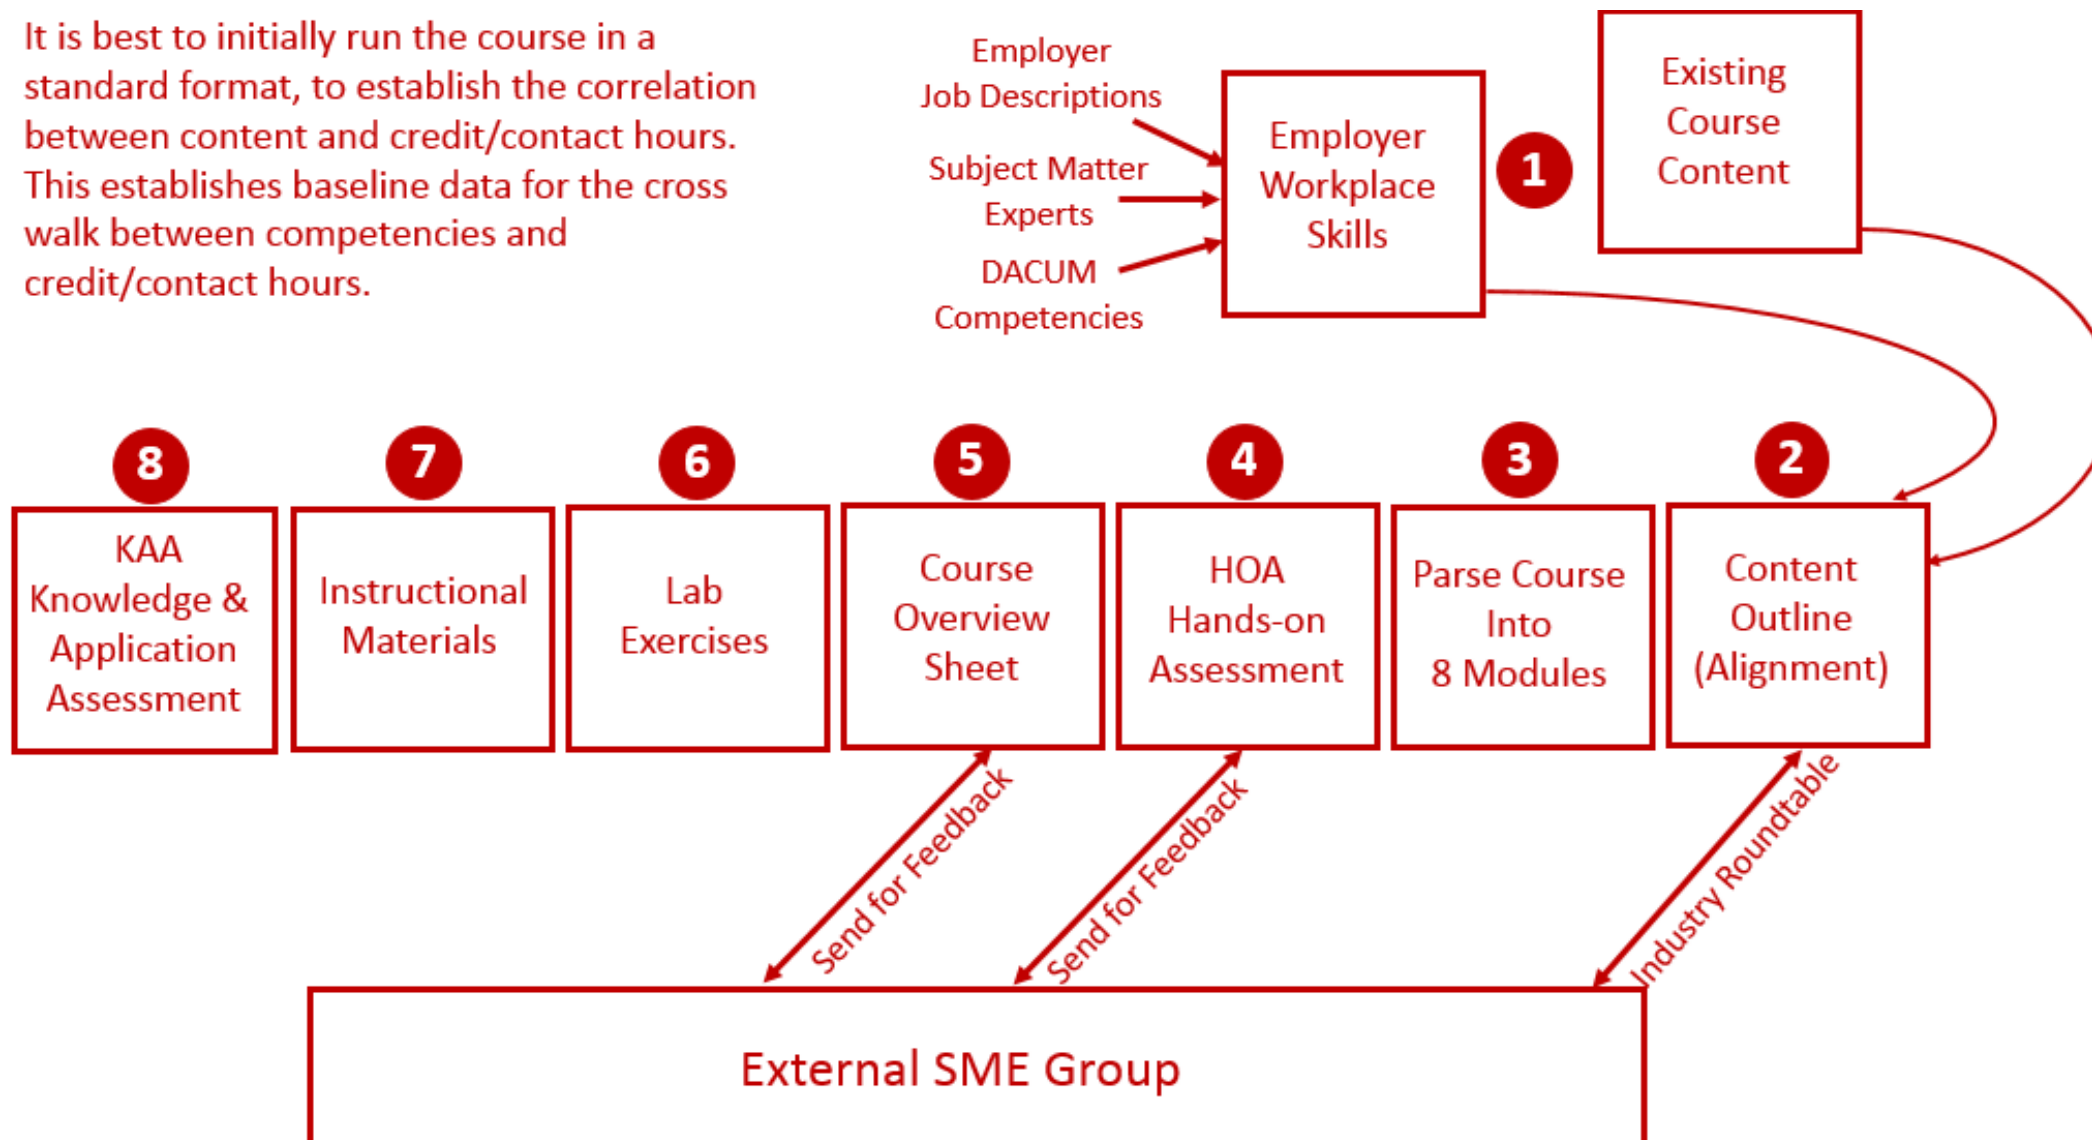 It is best to initially run the course in a
standard format, to establish the correlation
between content and credit/contact hours.
This establishes baseline data for the cross
walk between competencies and
credit/contact hours.
Employer
Job Descriptions
Subject Matter
Experts
DACUM
Competencies
Employer
Workplace
Skills
1
Existing
Course
Content
8
KAA
Knowledge &
Application
Assessment
7
Instructional
Materials
6
Lab
Exercises
5
Course
Overview
Sheet
4
HOA
Hands-on
Assessment
3
Parse Course
Into
8 Modules
2
Content
Outline
(Alignment)
Send for Feedback
Send for Feedback
Industry Roundtable
External SME Group